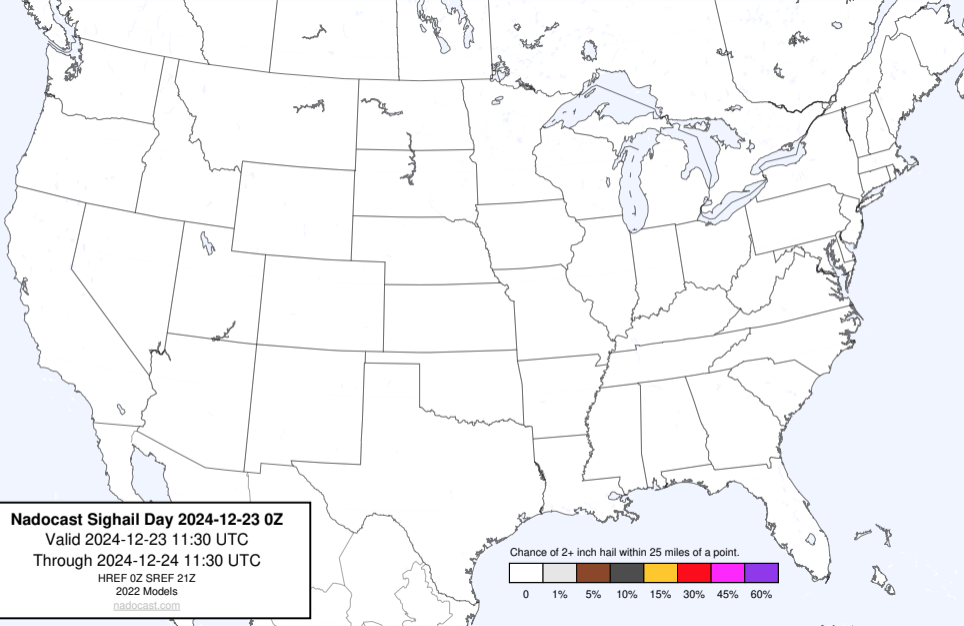 Nadocast Sighail Day 2024-12-23 0Z
Valid 2024-12-23 11:30 UTC
Through 2024-12-24 11:30 UTC
HREF 0Z SREF 21Z
2022 Models
nadocast.com
Chance of 2+ inch hail within 25 miles of a point.
0 1% 5% 10% 15% 30% 45% 60%